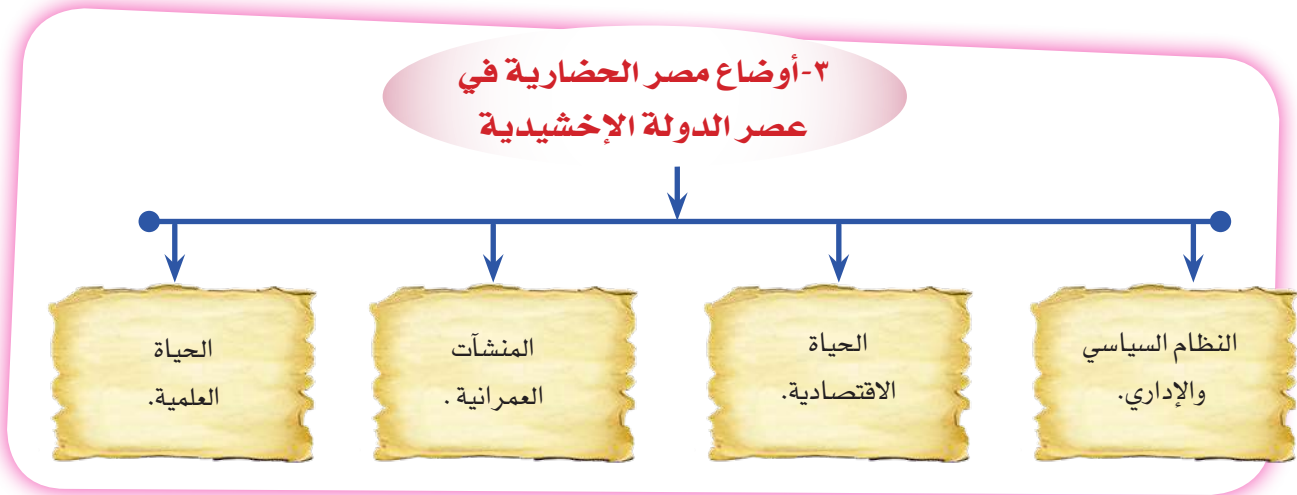 ٣-أوضاع مصر الحضارية في
عصر الدولة الإخشيدية
النظام السياسي
والإداري.
الحياة
الاقتصادية.
المنشآت
العمرانية .
الحياة
العلمية.